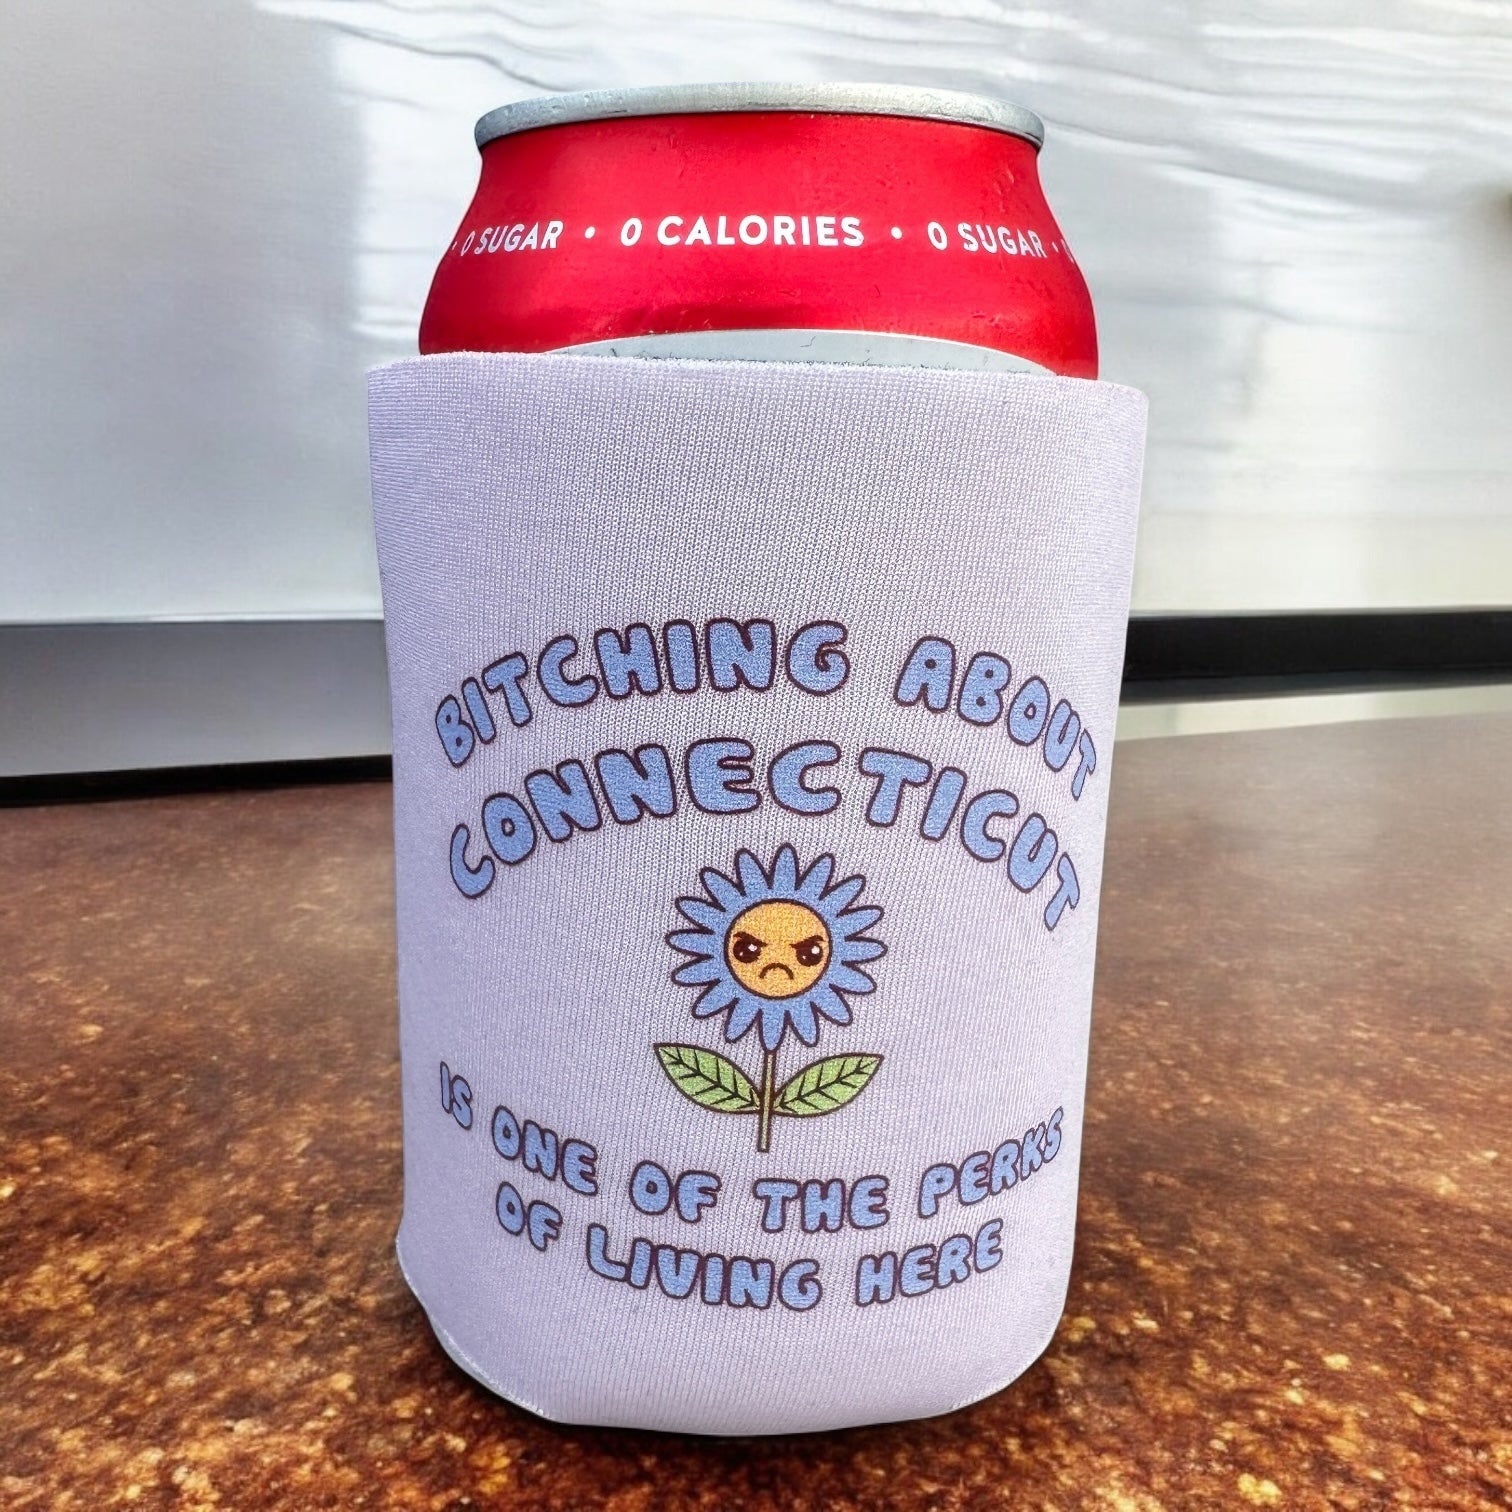 · 0 SUGAR · 0 CALORIES · 0 SUGAR ·
BITCHING ABOUT
CONNECTICUT
IS ONE OF THE PERKS
OF LIVING HERE